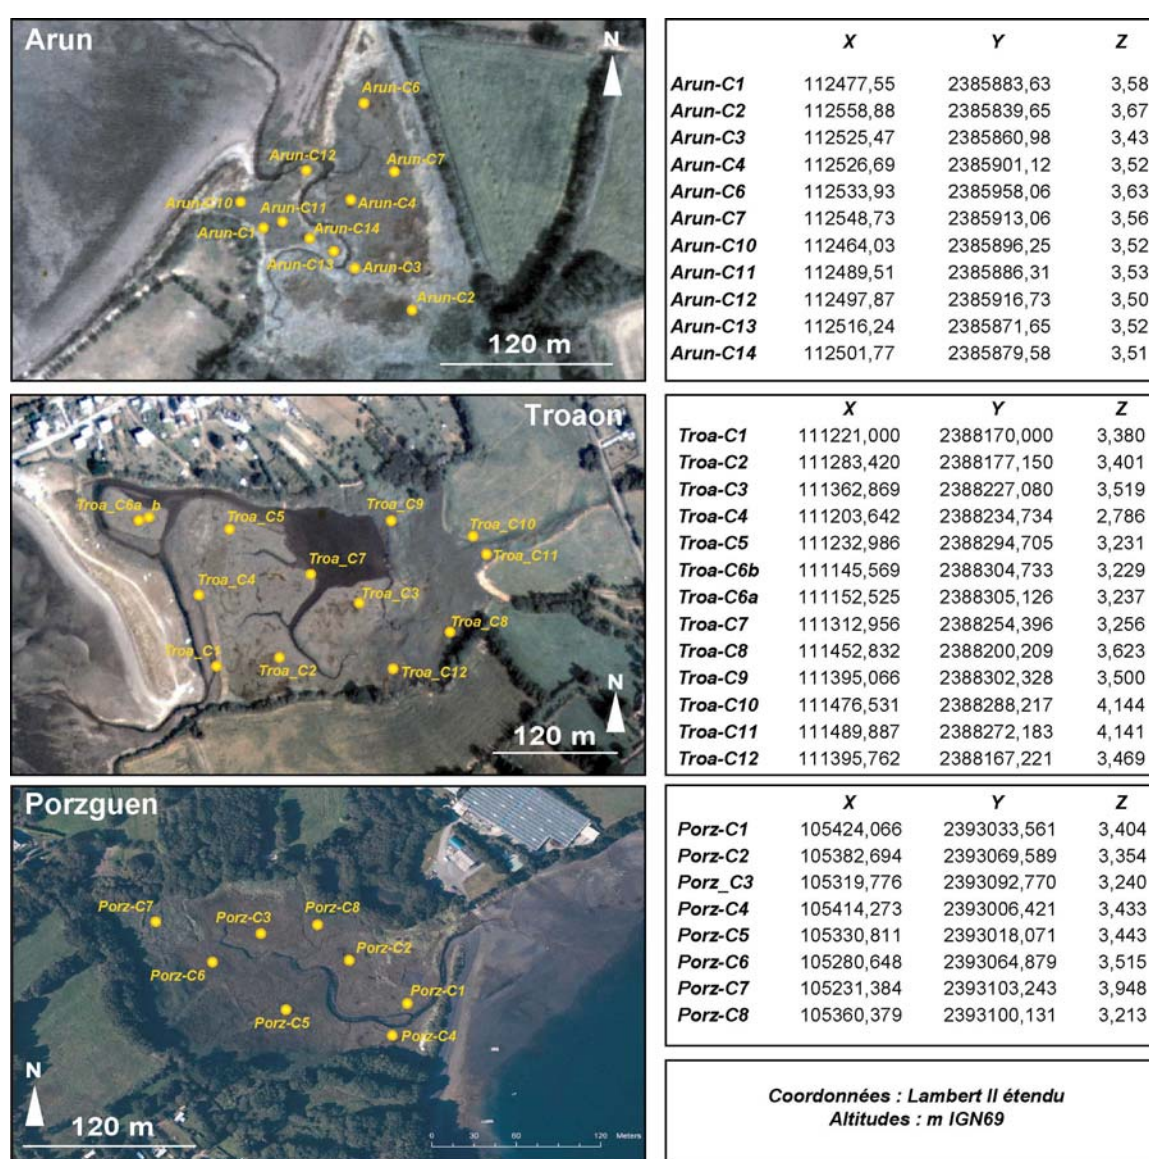 Arun
N
Arun-C6
Arun-C12
Arun-C7
Arun-C10
Arun-C11
Arun-C4
Arun-C1
Arun-C14
Arun-C13
Arun-C3
Arun-C2
120 m
X Y Z
Arun-C1 112477,55 2385883,63 3,58
Arun-C2 112558,88 2385839,65 3,67
Arun-C3 112525,47 2385860,98 3,43
Arun-C4 112526,69 2385901,12 3,52
Arun-C6 112533,93 2385958,06 3,63
Arun-C7 112548,73 2385913,06 3,56
Arun-C10 112464,03 2385896,25 3,52
Arun-C11 112489,51 2385886,31 3,53
Arun-C12 112497,87 2385916,73 3,50
Arun-C13 112516,24 2385871,65 3,52
Arun-C14 112501,77 2385879,58 3,51
Troaon
Troa_C6a_b
Troa_C5
Troa_C9
Troa_C10
Troa_C11
Troa_C7
Troa_C4
Troa_C3
Troa_C8
Troa_C1
Troa_C2
Troa_C12
N
120 m
X Y Z
Troa-C1 111221,000 2388170,000 3,380
Troa-C2 111283,420 2388177,150 3,401
Troa-C3 111362,869 2388227,080 3,519
Troa-C4 111203,642 2388234,734 2,786
Troa-C5 111232,986 2388294,705 3,231
Troa-C6b 111145,569 2388304,733 3,229
Troa-C6a 111152,525 2388305,126 3,237
Troa-C7 111312,956 2388254,396 3,256
Troa-C8 111452,832 2388200,209 3,623
Troa-C9 111395,066 2388302,328 3,500
Troa-C10 111476,531 2388288,217 4,144
Troa-C11 111489,887 2388272,183 4,141
Troa-C12 111395,762 2388167,221 3,469
Porzguen
Porz-C7
Porz-C3
Porz-C8
Porz-C2
Porz-C6
Porz-C1
Porz-C5
Porz-C4
N
120 m
0 30 60 120 Meters
X Y Z
Porz-C1 105424,066 2393033,561 3,404
Porz-C2 105382,694 2393069,589 3,354
Porz_C3 105319,776 2393092,770 3,240
Porz-C4 105414,273 2393006,421 3,433
Porz-C5 105330,811 2393018,071 3,443
Porz-C6 105280,648 2393064,879 3,515
Porz-C7 105231,384 2393103,243 3,948
Porz-C8 105360,379 2393100,131 3,213
Coordonnées : Lambert II étendu
Altitudes : m IGN69